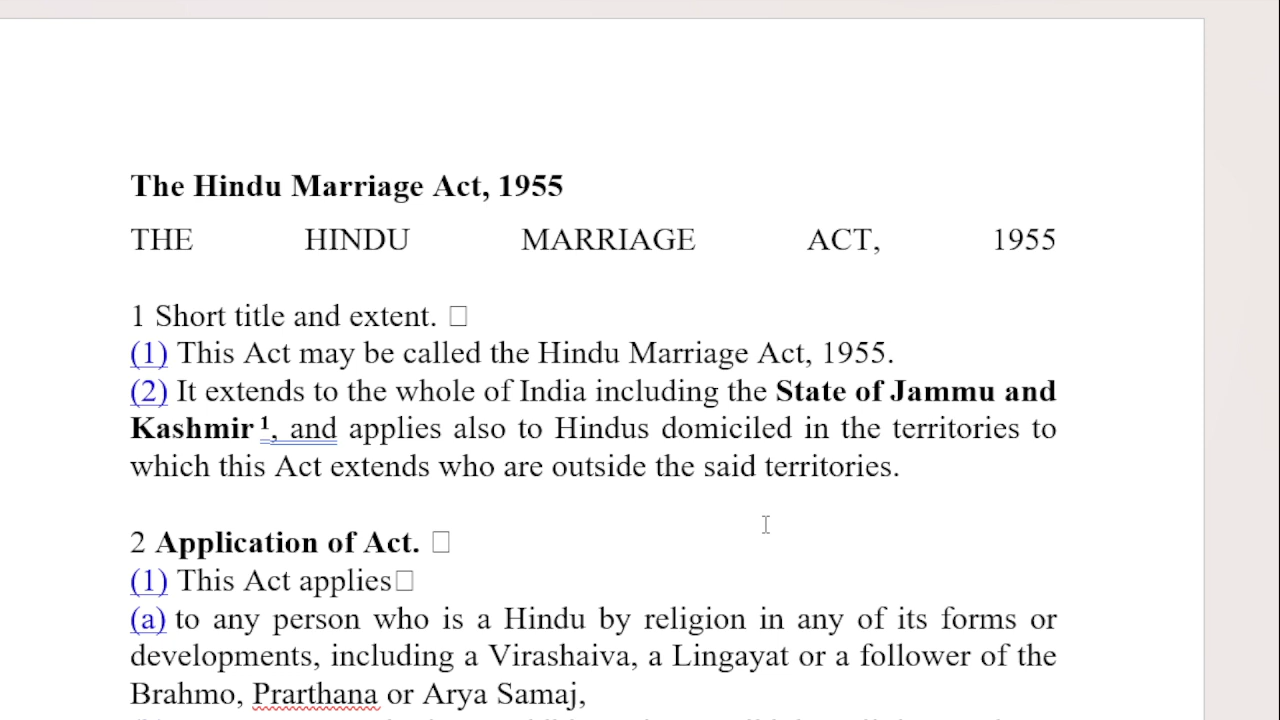 The Hindu Marriage Act, 1955
THE HINDU MARRIAGE ACT, 1955
1 Short title and extent. □
(1) This Act may be called the Hindu Marriage Act, 1955.
(2) It extends to the whole of India including the State of Jammu and
Kashmir ¹, and applies also to Hindus domiciled in the territories to
which this Act extends who are outside the said territories.
2 Application of Act. □
(1) This Act applies□
(a) to any person who is a Hindu by religion in any of its forms or
developments, including a Virashaiva, a Lingayat or a follower of the
Brahmo, Prarthana or Arya Samaj,